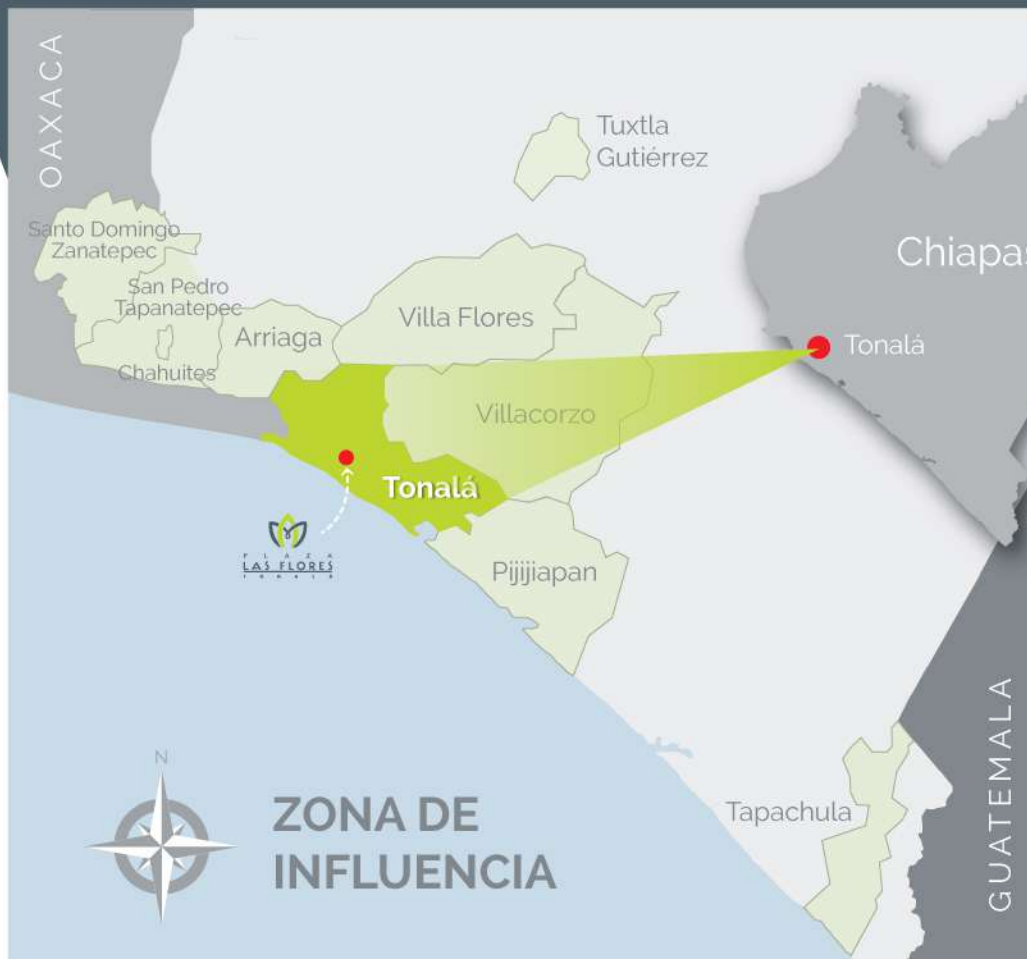 OAXACA
Tuxtla
Gutiérrez
Santo Domingo
Zanatepec
San Pedro
Tapanatepec
Chahuites
Arriaga
Villa Flores
Villacorzo
Chiapas
Tonalá
Tonalá
PLAZA
LAS FLORES
TONALÁ
Pijijiapan
Tapachula
GUATEMALA
N
ZONA DE
INFLUENCIA